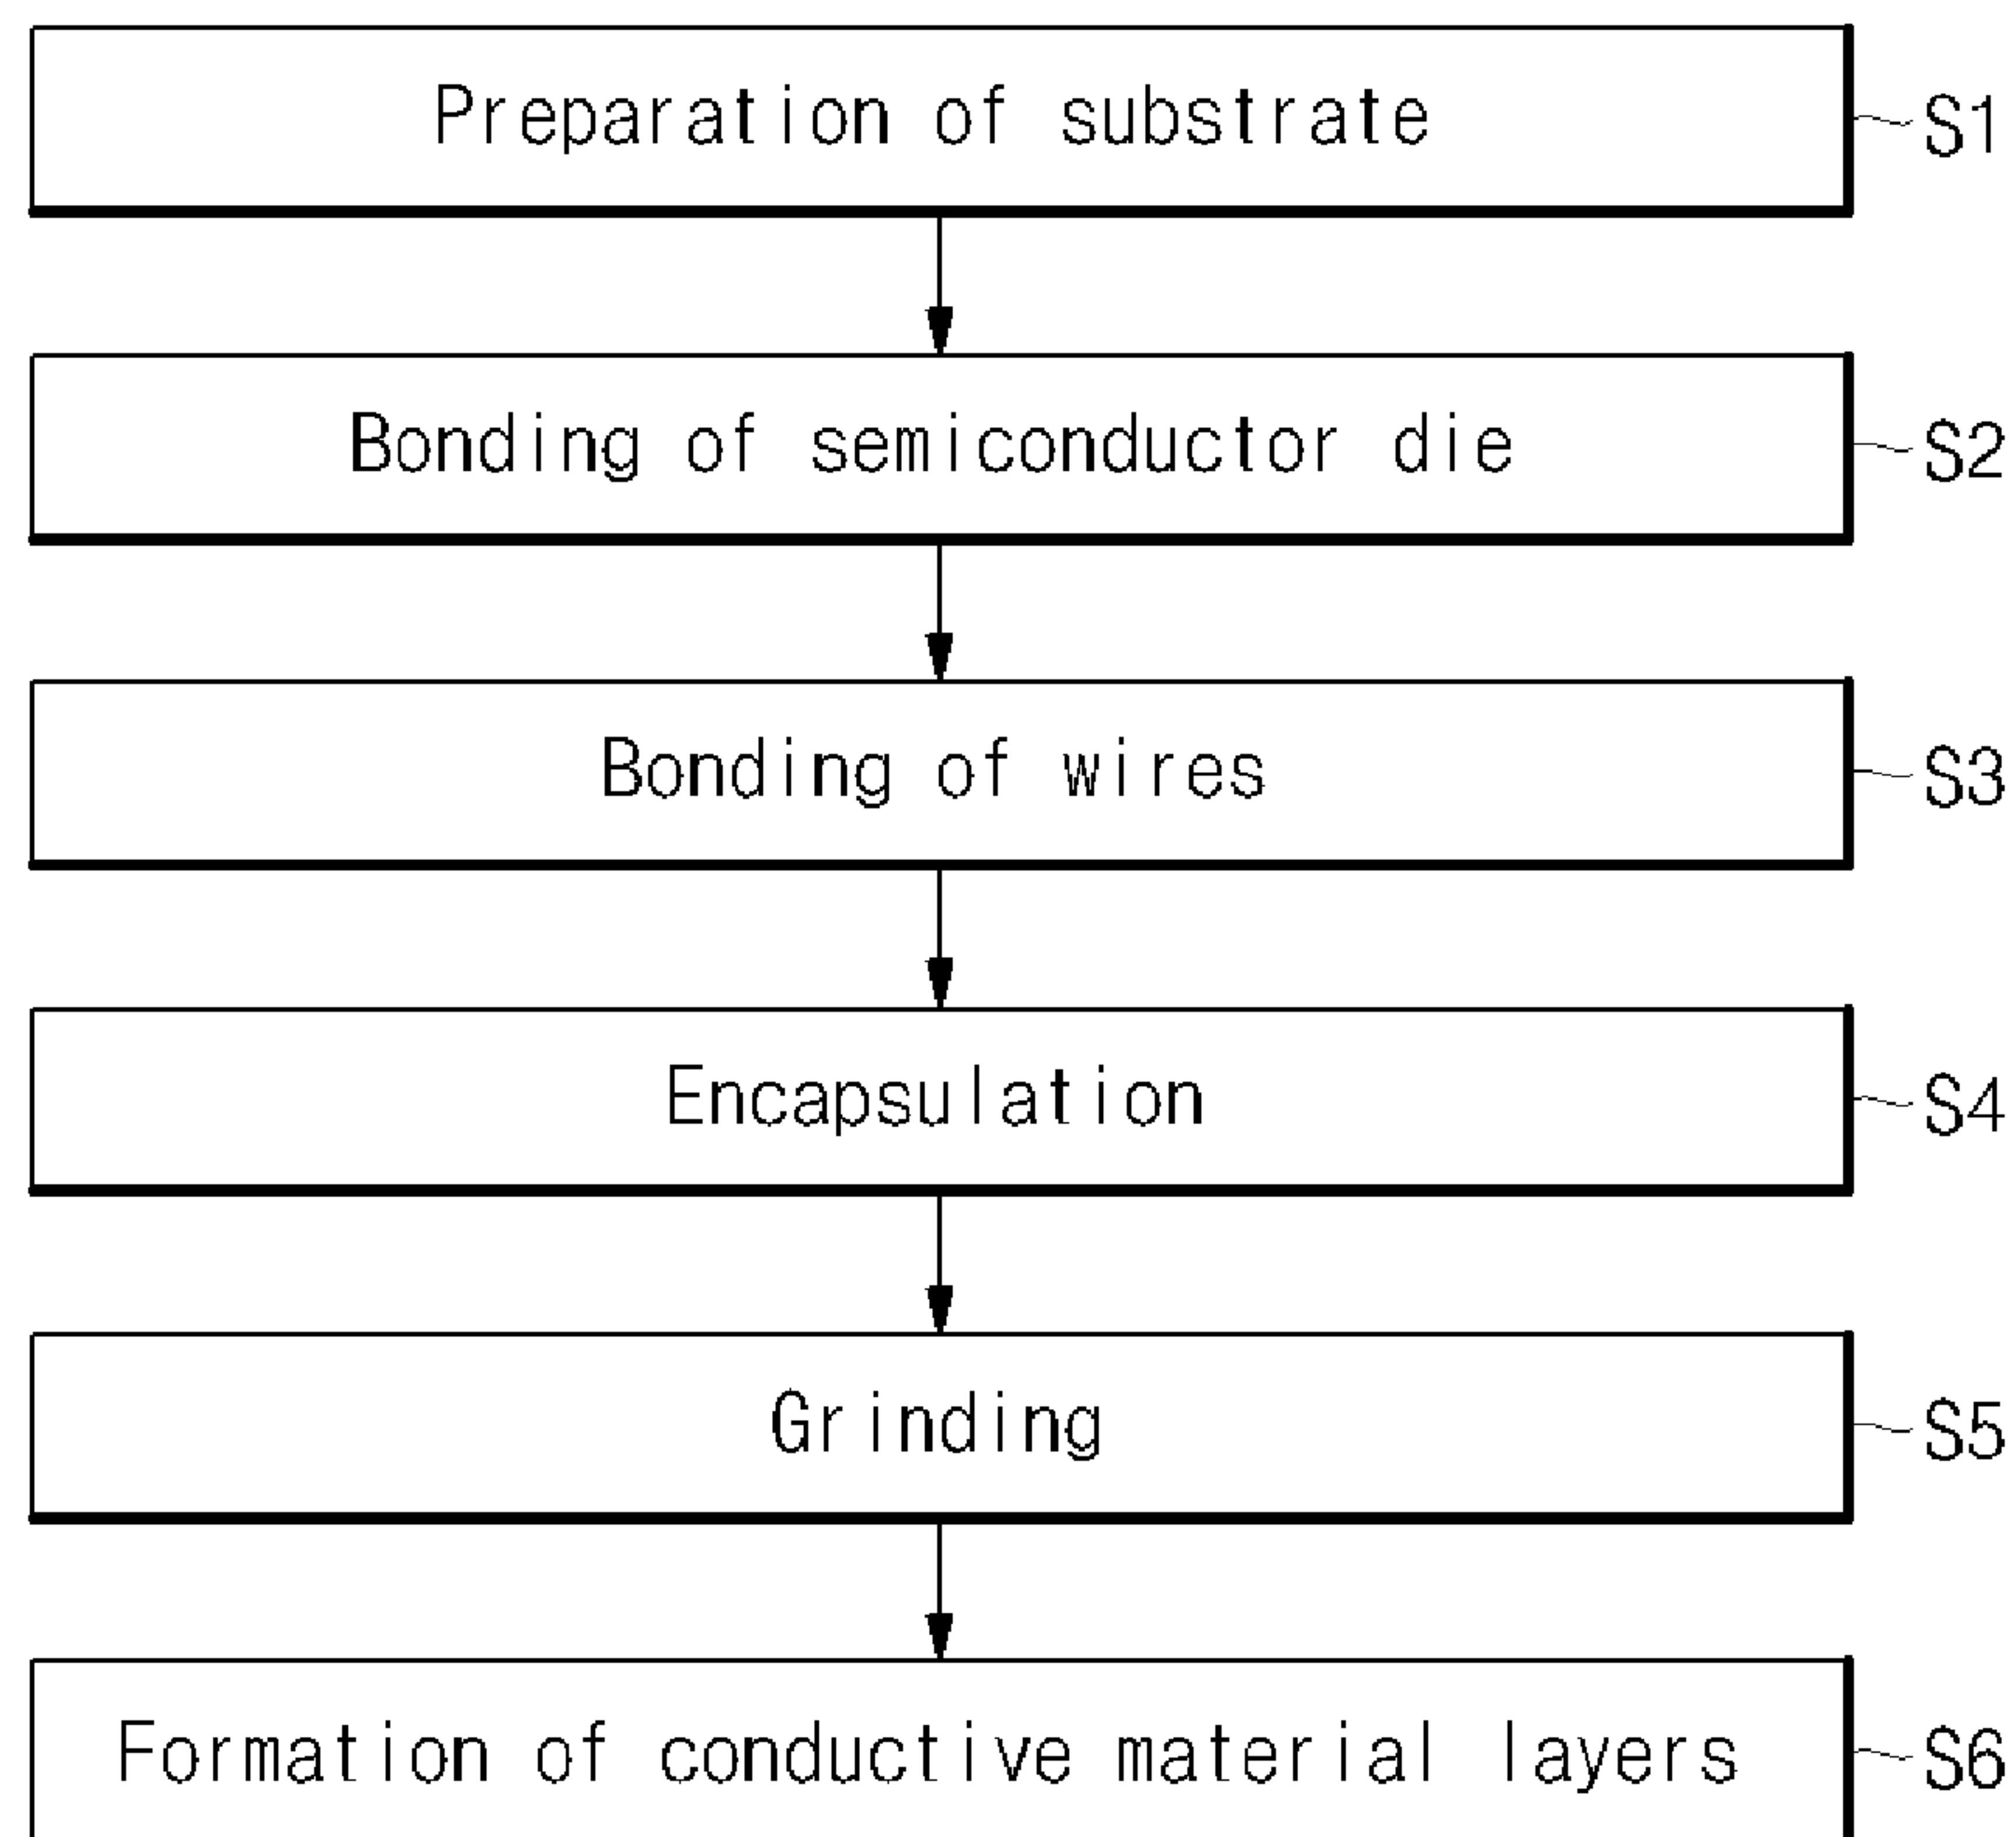 Preparation of substrate S1
Bonding of semiconductor die S2
Bonding of wires S3
Encapsulation S4
Grinding S5
Formation of conductive material layers S6